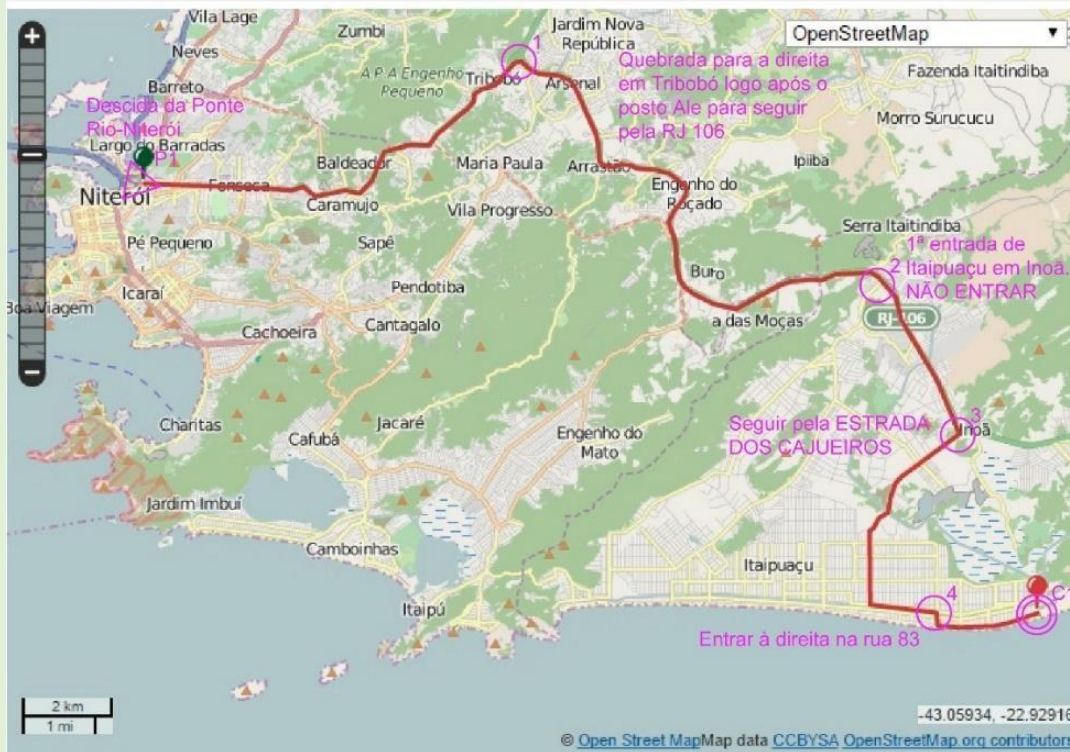 Vila Lage
Zumbi
Jardim Nova
República
OpenStreetMap
Neves
1
Quebrada para a direita
em Tribobó logo após o
posto Ale para seguir
pela RJ 106
A P A Engenho
Pequeno
Tribobó
Arsenal
Fazenda Itaitindiba
Barreto
Descida da Ponte
Rio-Niterói
Morro Surucucu
Largo do Barradas
P1
Baldeador
Maria Paula
Arrastão
Ipiiba
Niterói
Fonseca
Caramujo
Engenho do
Roçado
Vila Progresso
Pé Pequeno
Sapê
Serra Itaitindiba
1ª entrada de
Itaipuaçu em Inoã.
NÃO ENTRAR
2
Buro
Icaraí
Pendotiba
Boa Viagem
Cachoeira
Cantagalo
a das Moças
RJ-106
Charitas
Cafubá
Jacaré
Engenho do
Mato
Seguir pela ESTRADA
DOS CAJUEIROS
3
Inoã
Jardim Imbuí
Camboinhas
Itaipuaçu
Itaipú
4
C1
Entrar à direita na rua 83
2 km
1 mi
-43.05934, -22.92916
© Open Street MapMap data CCBYSA OpenStreetMap.org contributors